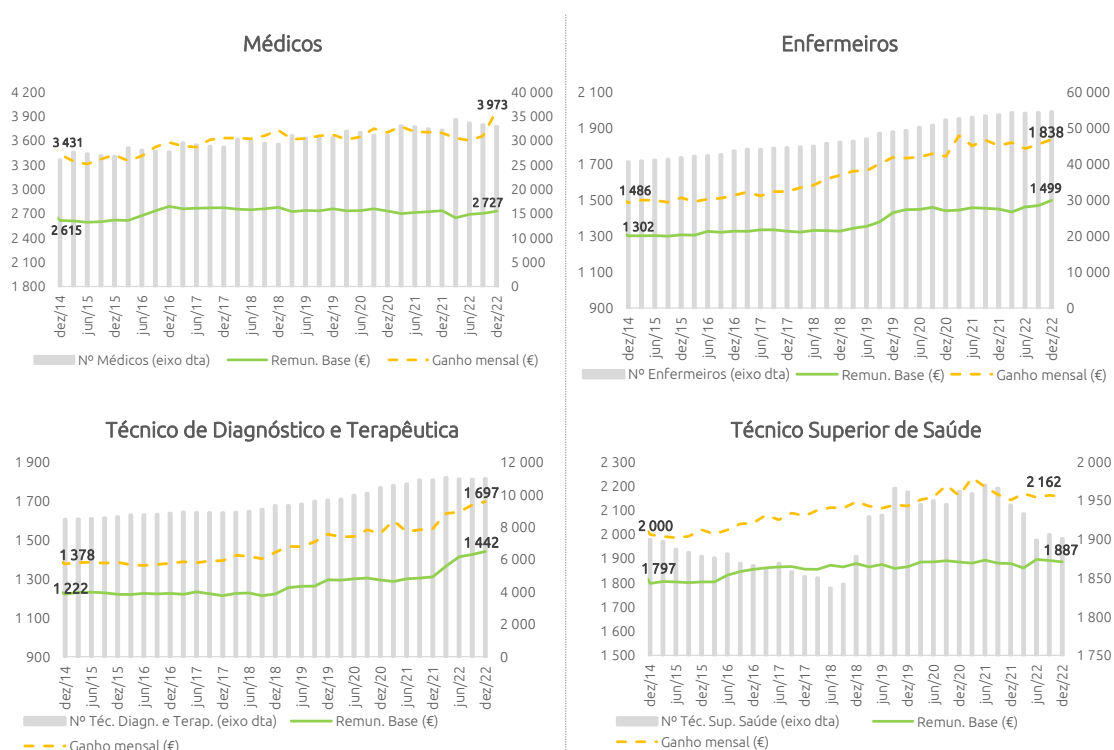 Médicos
4 200
3 900
3 600
3 300
3 000
2 700
2 400
2 100
1 800
40 000
35 000
30 000
25 000
20 000
15 000
10 000
5 000
0
3 431
3 973
2 615
2 727
dez/14
jun/15
dez/15
jun/16
dez/16
jun/17
dez/17
jun/18
dez/18
jun/19
dez/19
jun/20
dez/20
jun/21
dez/21
jun/22
dez/22
Nº Médicos (eixo dta) Remun. Base (€) Ganho mensal (€)
Enfermeiros
2 100
1 900
1 700
1 500
1 300
1 100
900
60 000
50 000
40 000
30 000
20 000
10 000
0
1 486
1 838
1 302
1 499
dez/14
jun/15
dez/15
jun/16
dez/16
jun/17
dez/17
jun/18
dez/18
jun/19
dez/19
jun/20
dez/20
jun/21
dez/21
jun/22
dez/22
Nº Enfermeiros (eixo dta) Remun. Base (€) Ganho mensal (€)
Técnico de Diagnóstico e Terapêutica
1 900
1 700
1 500
1 300
1 100
900
12 000
10 000
8 000
6 000
4 000
2 000
0
1 378
1 697
1 222
1 442
dez/14
jun/15
dez/15
jun/16
dez/16
jun/17
dez/17
jun/18
dez/18
jun/19
dez/19
jun/20
dez/20
jun/21
dez/21
jun/22
dez/22
Nº Téc. Diagn. e Terap. (eixo dta) Remun. Base (€)
Ganho mensal (€)
Técnico Superior de Saúde
2 300
2 200
2 100
2 000
1 900
1 800
1 700
1 600
1 500
2 000
1 950
1 900
1 850
1 800
1 750
2 000
2 162
1 797
1 887
dez/14
jun/15
dez/15
jun/16
dez/16
jun/17
dez/17
jun/18
dez/18
jun/19
dez/19
jun/20
dez/20
jun/21
dez/21
jun/22
dez/22
Nº Téc. Sup. Saúde (eixo dta) Remun. Base (€)
Ganho mensal (€)